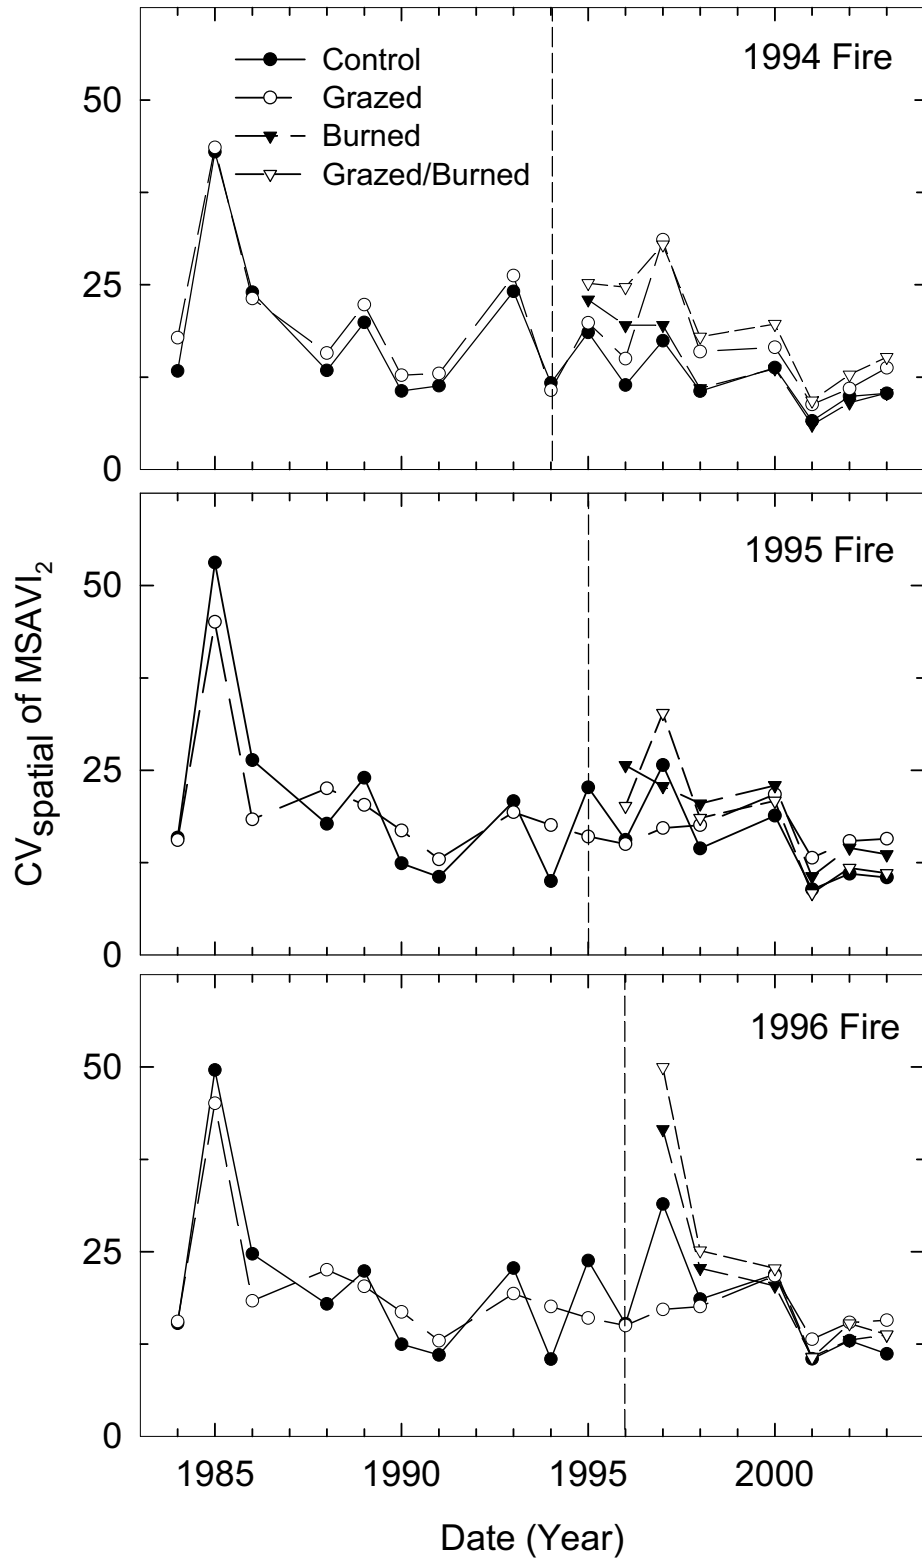 1994 Fire
Control
Grazed
Burned
Grazed/Burned
50
25
0
1995 Fire
50
25
0
CVspatial of MSAVI2
1996 Fire
50
25
0
1985 1990 1995 2000
Date (Year)